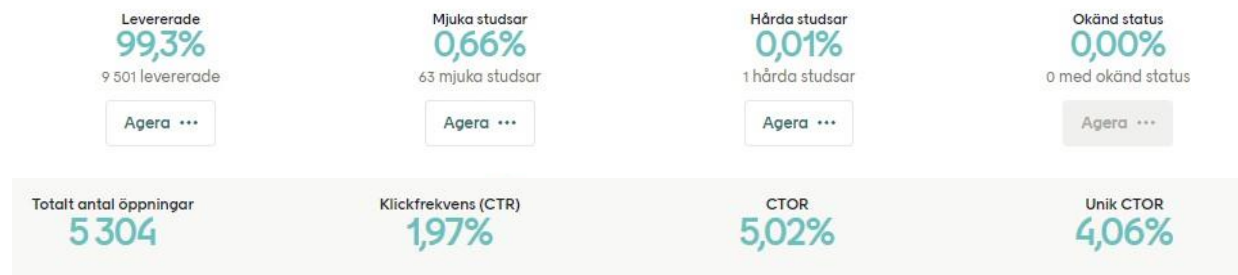 Levererade
99,3%
9 501 levererade
Agera ···
Mjuka studsar
0,66%
63 mjuka studsar
Agera ···
Hårda studsar
0,01%
1 hårda studsar
Agera ···
Okänd status
0,00%
0 med okänd status
Agera ···
Totalt antal öppningar
5 304
Klickfrekvens (CTR)
1,97%
CTOR
5,02%
Unik CTOR
4,06%